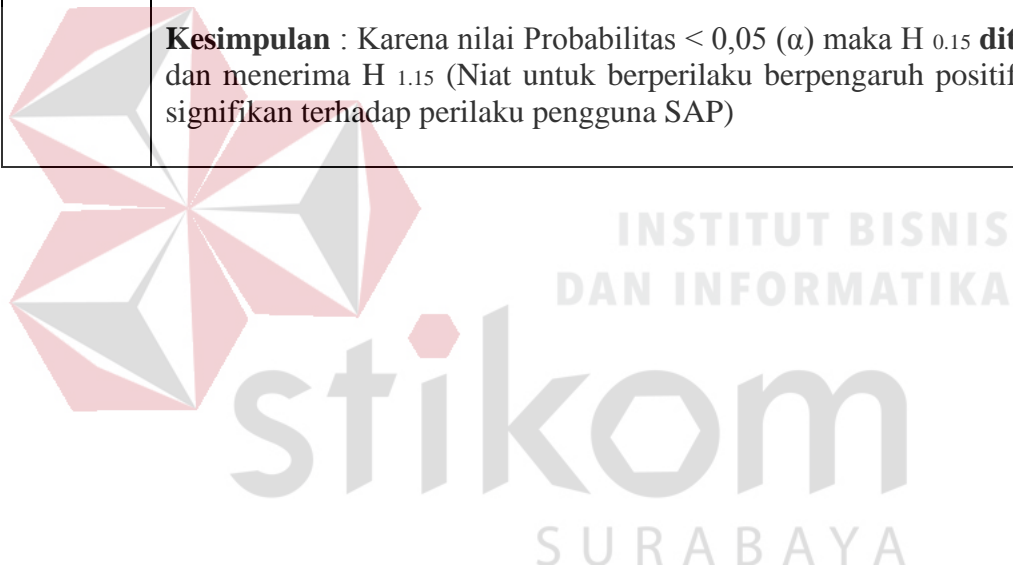 Kesimpulan : Karena nilai Probabilitas < 0,05 (α) maka H 0.15
dan menerima H 1.15 (Niat untuk berperilaku berpengaruh positif
signifikan terhadap perilaku pengguna SAP)
INSTITUT BISNIS
DAN INFORMATIKA
stikom
SURABAYA